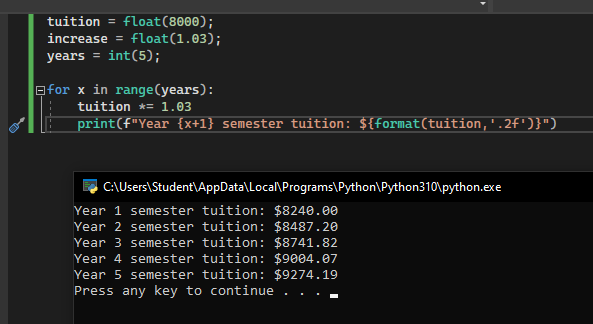 tuition = float(8000);
increase = float(1.03);
years = int(5);
for x in range(years):
tuition *= 1.03
print(f"Year {x+1} semester tuition: ${format(tuition,'.2f')}")
C:\Users\Student\AppData\Local\Programs\Python\Python310\python.exe
Year 1 semester tuition: $8240.00
Year 2 semester tuition: $8487.20
Year 3 semester tuition: $8741.82
Year 4 semester tuition: $9004.07
Year 5 semester tuition: $9274.19
Press any key to continue . . .